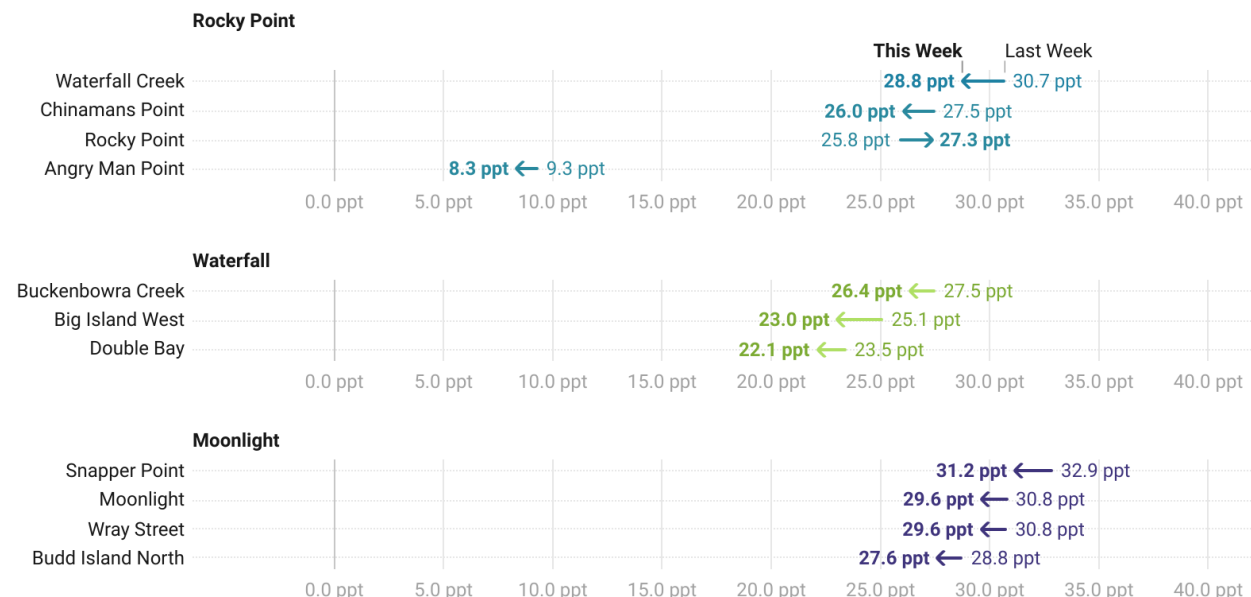 Rocky Point
This Week Last Week
Waterfall Creek 28.8 ppt 30.7 ppt
Chinamans Point 26.0 ppt 27.5 ppt
Rocky Point 25.8 ppt 27.3 ppt
Angry Man Point 8.3 ppt 9.3 ppt
0.0 ppt 5.0 ppt 10.0 ppt 15.0 ppt 20.0 ppt 25.0 ppt 30.0 ppt 35.0 ppt 40.0 ppt
Waterfall
Buckenbowra Creek 26.4 ppt 27.5 ppt
Big Island West 23.0 ppt 25.1 ppt
Double Bay 22.1 ppt 23.5 ppt
0.0 ppt 5.0 ppt 10.0 ppt 15.0 ppt 20.0 ppt 25.0 ppt 30.0 ppt 35.0 ppt 40.0 ppt
Moonlight
Snapper Point 31.2 ppt 32.9 ppt
Moonlight 29.6 ppt 30.8 ppt
Wray Street 29.6 ppt 30.8 ppt
Budd Island North 27.6 ppt 28.8 ppt
0.0 ppt 5.0 ppt 10.0 ppt 15.0 ppt 20.0 ppt 25.0 ppt 30.0 ppt 35.0 ppt 40.0 ppt